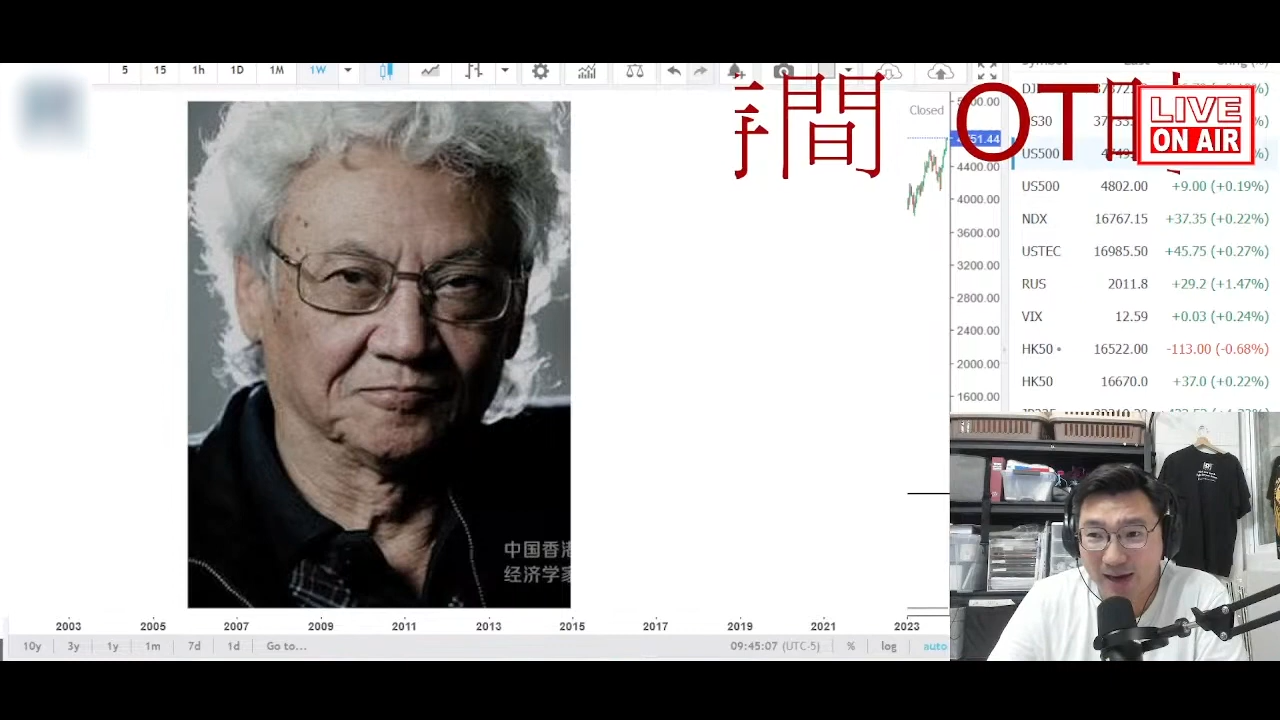 5 15 1h 1D 1M 1W
間 OT時
LIVE
ON AIR
Closed
4400.00
4000.00
3600.00
3200.00
2800.00
2400.00
2000.00
1600.00
US500
US500 4802.00 +9.00 (+0.19%)
NDX 16767.15 +37.35 (+0.22%)
USTEC 16985.50 +45.75 (+0.27%)
RUS 2011.8 +29.2 (+1.47%)
VIX 12.59 +0.03 (+0.24%)
HK50 16522.00 -113.00 (-0.68%)
HK50 16670.0 +37.0 (+0.22%)
中国香港
经济学家
2003 2005 2007 2009 2011 2013 2015 2017 2019 2021 2023
10y 3y 1y 1m 7d 1d Go to... 09:45:07 (UTC-5) % log auto